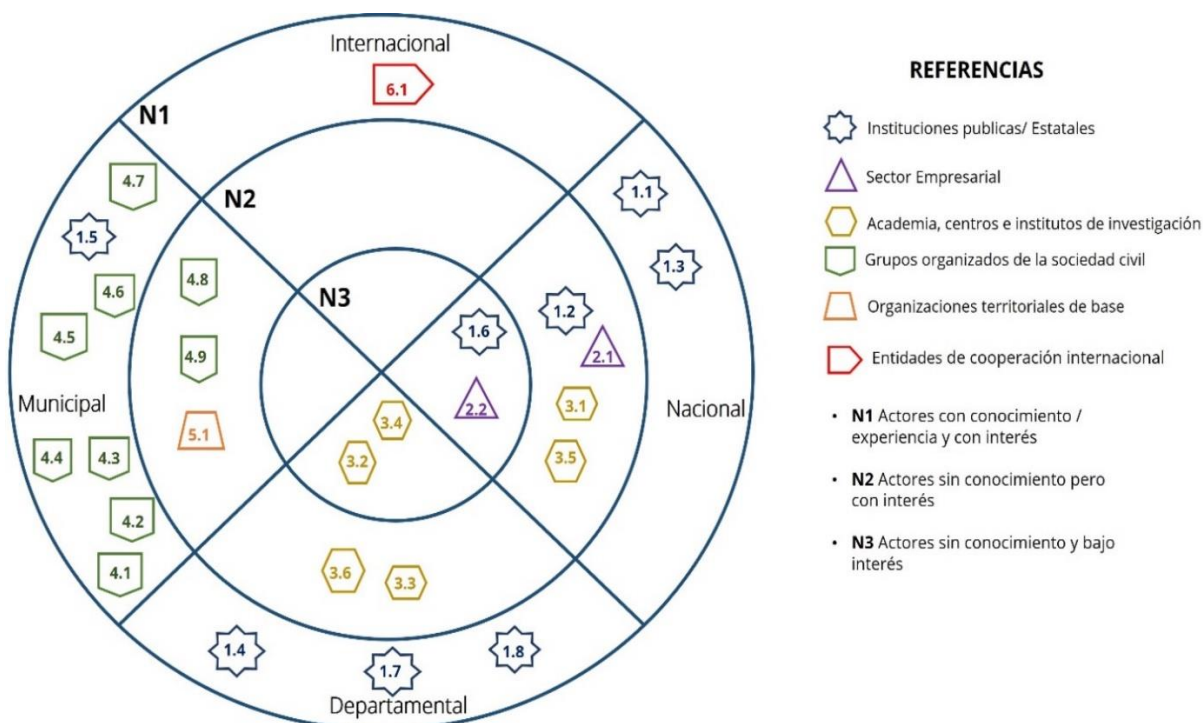 Internacional
6.1
N1
4.7
N2
1.1
1.5
1.3
4.8
4.6
N3
1.2
4.5
1.6
4.9
2.1
Municipal
2.2
3.1
Nacional
3.4
5.1
4.4
4.3
3.2
3.5
4.2
4.1
3.6
3.3
1.4
1.7
1.8
Departamental
REFERENCIAS
Instituciones publicas/ Estatales
Sector Empresarial
Academia, centros e institutos de investigación
Grupos organizados de la sociedad civil
Organizaciones territoriales de base
Entidades de cooperación internacional
• N1 Actores con conocimiento /
experiencia y con interés
• N2 Actores sin conocimiento pero
con interés
• N3 Actores sin conocimiento y bajo
interés